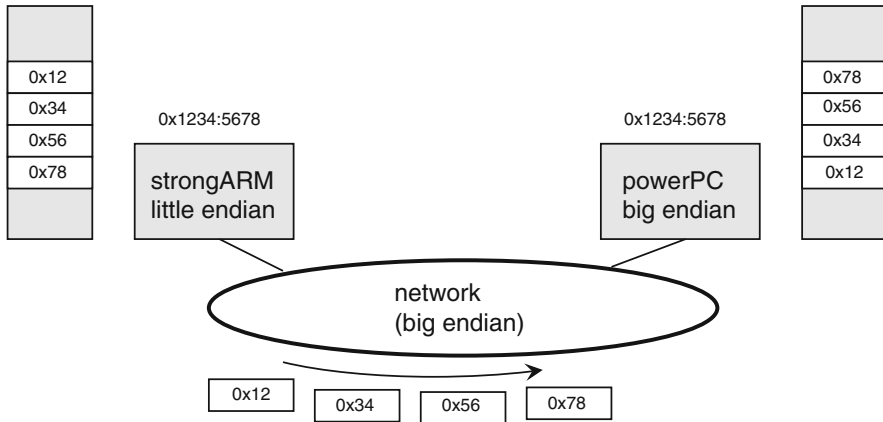 0x12
0x34
0x56
0x78
0x1234:5678
strongARM
little endian
0x1234:5678
powerPC
big endian
0x78
0x56
0x34
0x12
network
(big endian)
0x12
0x34
0x56
0x78